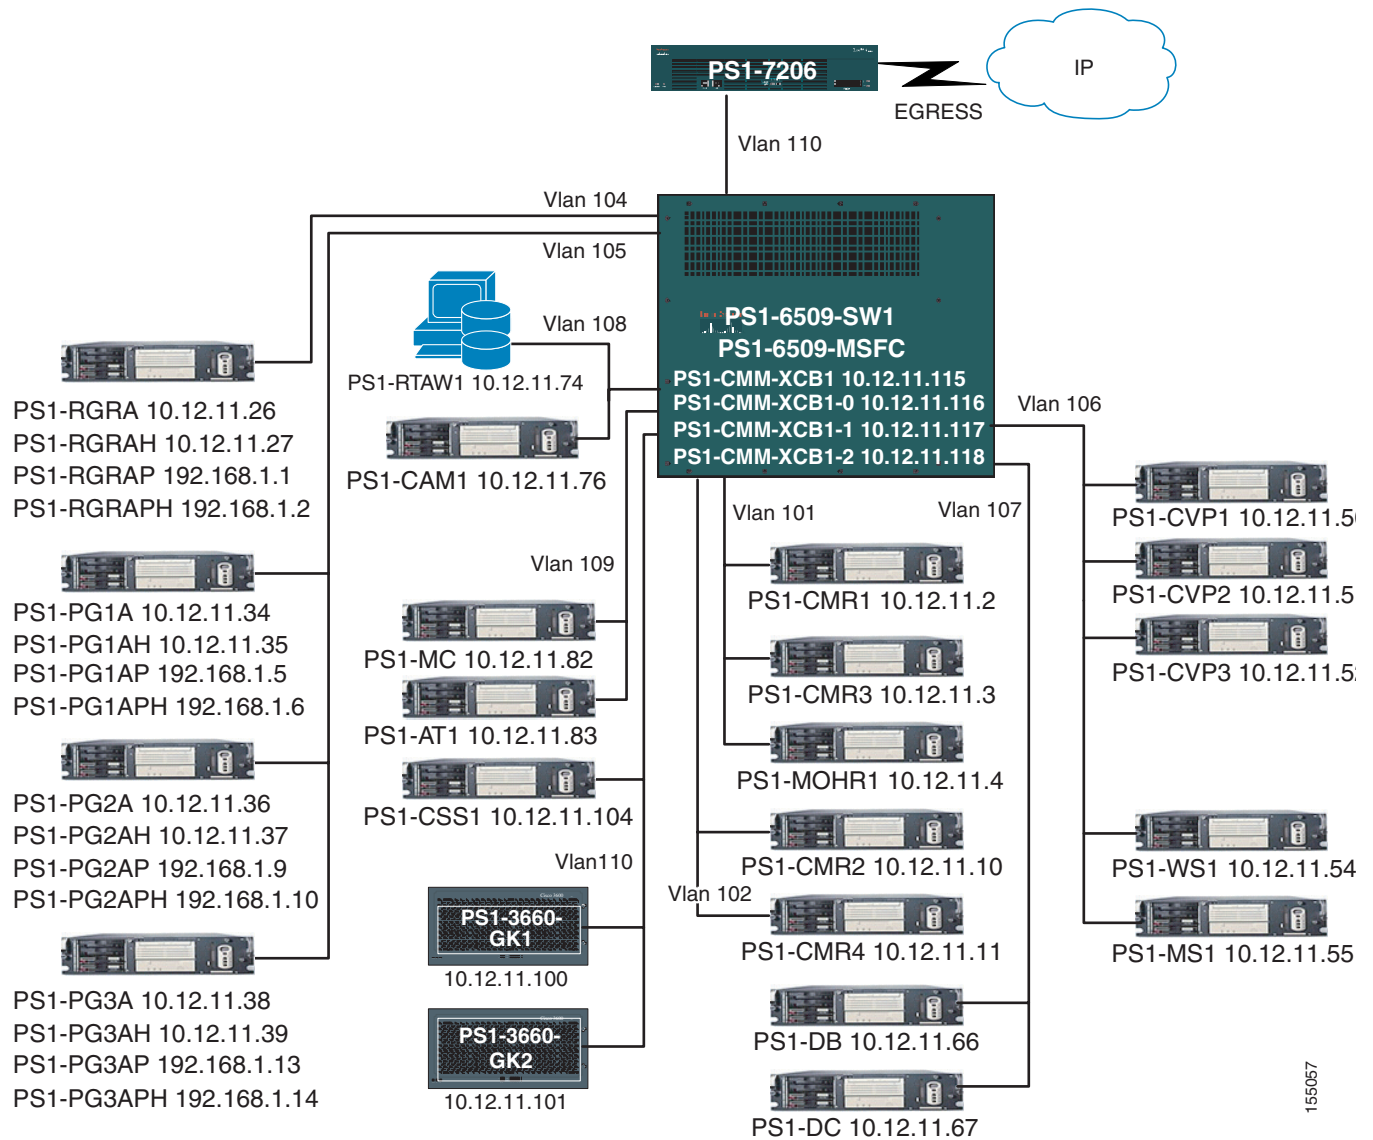 PS1-7206
IP
EGRESS
Vlan 110
Vlan 104
Vlan 105
Vlan 108
PS1-6509-SW1
PS1-6509-MSFC
PS1-CMM-XCB1 10.12.11.115
PS1-CMM-XCB1-0 10.12.11.116
PS1-CMM-XCB1-1 10.12.11.117
PS1-CMM-XCB1-2 10.12.11.118
PS1-RTAW1 10.12.11.74
PS1-CAM1 10.12.11.76
PS1-RGRA 10.12.11.26
PS1-RGRAH 10.12.11.27
PS1-RGRAP 192.168.1.1
PS1-RGRAPH 192.168.1.2
PS1-PG1A 10.12.11.34
PS1-PG1AH 10.12.11.35
PS1-PG1AP 192.168.1.5
PS1-PG1APH 192.168.1.6
PS1-PG2A 10.12.11.36
PS1-PG2AH 10.12.11.37
PS1-PG2AP 192.168.1.9
PS1-PG2APH 192.168.1.10
PS1-PG3A 10.12.11.38
PS1-PG3AH 10.12.11.39
PS1-PG3AP 192.168.1.13
PS1-PG3APH 192.168.1.14
Vlan 109
PS1-MC 10.12.11.82
PS1-AT1 10.12.11.83
PS1-CSS1 10.12.11.104
Vlan110
PS1-3660-
GK1
10.12.11.100
PS1-3660-
GK2
10.12.11.101
Vlan 101
PS1-CMR1 10.12.11.2
PS1-CMR3 10.12.11.3
PS1-MOHR1 10.12.11.4
PS1-CMR2 10.12.11.10
Vlan 102
PS1-CMR4 10.12.11.11
Vlan 107
PS1-DB 10.12.11.66
PS1-DC 10.12.11.67
Vlan 106
PS1-CVP1
PS1-CVP2
PS1-CVP3
PS1-WS1 10.12.11.54
PS1-MS1 10.12.11.55
155057